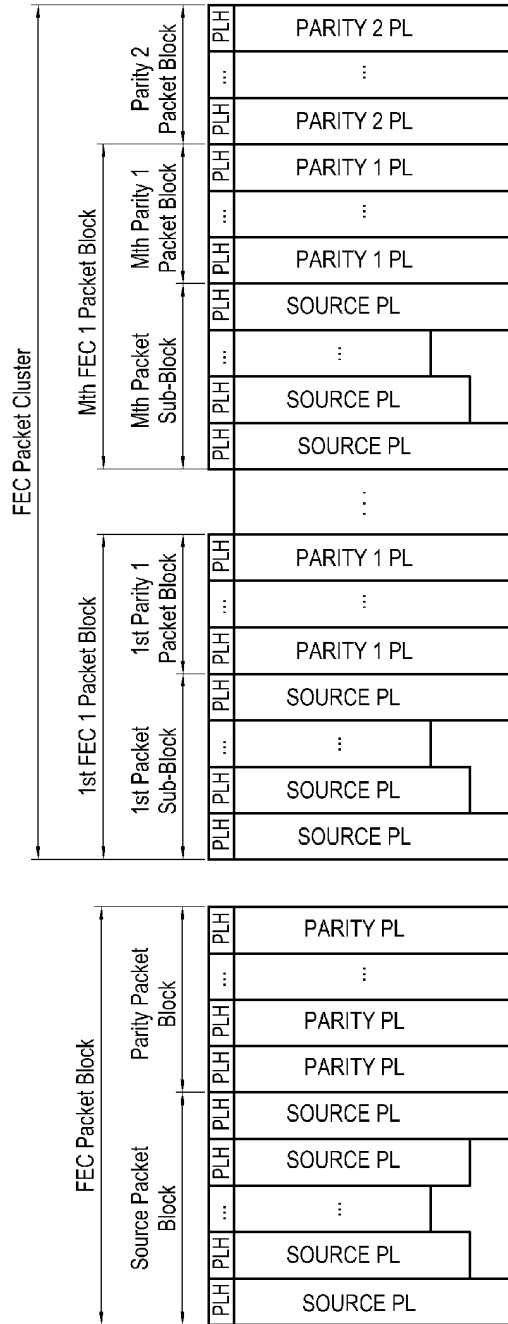 FEC Packet Cluster
Parity 2
Packet Block
PLH PARITY 2 PL
... ...
PLH PARITY 2 PL
Mth FEC 1 Packet Block
Mth Parity 1
Packet Block
PLH PARITY 1 PL
... ...
PLH PARITY 1 PL
Mth Packet
Sub-Block
PLH SOURCE PL
... ...
PLH SOURCE PL
PLH SOURCE PL
...
1st FEC 1 Packet Block
1st Parity 1
Packet Block
PLH PARITY 1 PL
... ...
PLH PARITY 1 PL
1st Packet
Sub-Block
PLH SOURCE PL
... ...
PLH SOURCE PL
PLH SOURCE PL
FEC Packet Block
Parity Packet
Block
PLH PARITY PL
... ...
PLH PARITY PL
PLH PARITY PL
Source Packet
Block
PLH SOURCE PL
PLH SOURCE PL
... ...
PLH SOURCE PL
PLH SOURCE PL